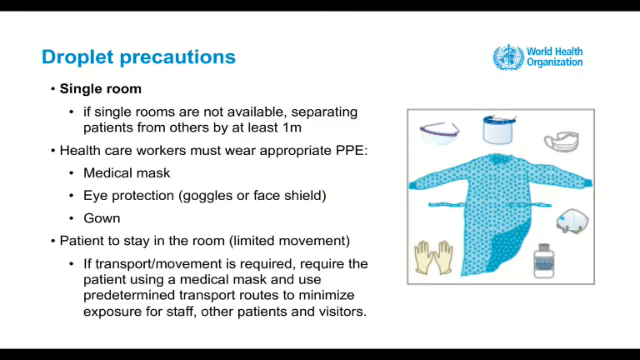 Droplet precautions
World Health
Organization
• Single room
• if single rooms are not available, separating
patients from others by at least 1m
• Health care workers must wear appropriate PPE:
• Medical mask
• Eye protection (goggles or face shield)
• Gown
• Patient to stay in the room (limited movement)
• If transport/movement is required, require the
patient using a medical mask and use
predetermined transport routes to minimize
exposure for staff, other patients and visitors.